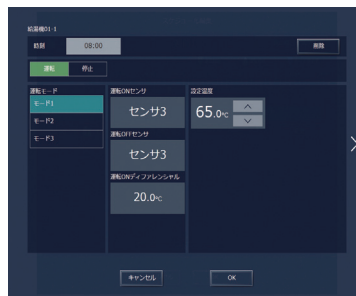 給湯機01-1
時刻 08:00 削除
運転 停止
運転モード 運転ONセンサ 設定温度
モード1 センサ3 65.0℃
モード2 運転OFFセンサ
モード3 センサ3
運転ONディファレンシャル
20.0℃
キャンセル OK